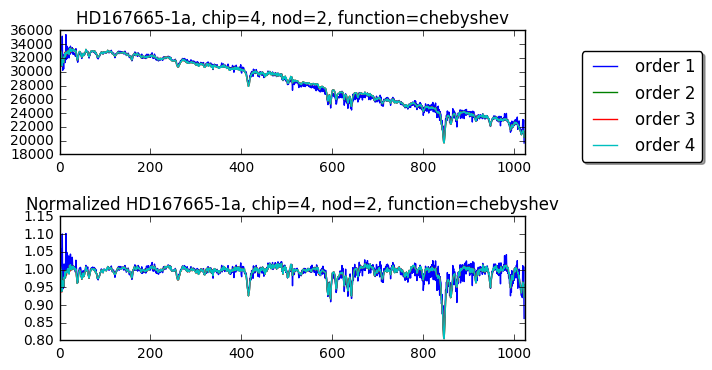 HD167665-1a, chip=4, nod=2, function=chebyshev
36000
34000
32000
30000
28000
26000
24000
22000
20000
18000
0 200 400 600 800 1000
order 1
order 2
order 3
order 4
Normalized HD167665-1a, chip=4, nod=2, function=chebyshev
1.15
1.10
1.05
1.00
0.95
0.90
0.85
0.80
0 200 400 600 800 1000